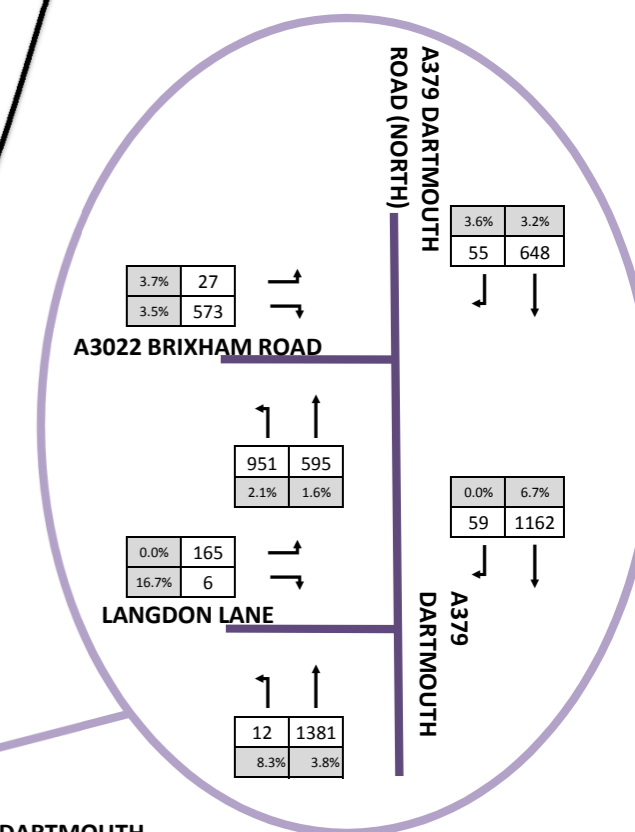 A379 DARTMOUTH
ROAD (NORTH)
3.6% 3.2%
55 648
3.7% 27
3.5% 573
A3022 BRIXHAM ROAD
951 595
2.1% 1.6%
0.0% 6.7%
59 1162
0.0% 165
16.7% 6
LANGDON LANE
A379
DARTMOUTH
12 1381
8.3% 3.8%
DARTMOUTH